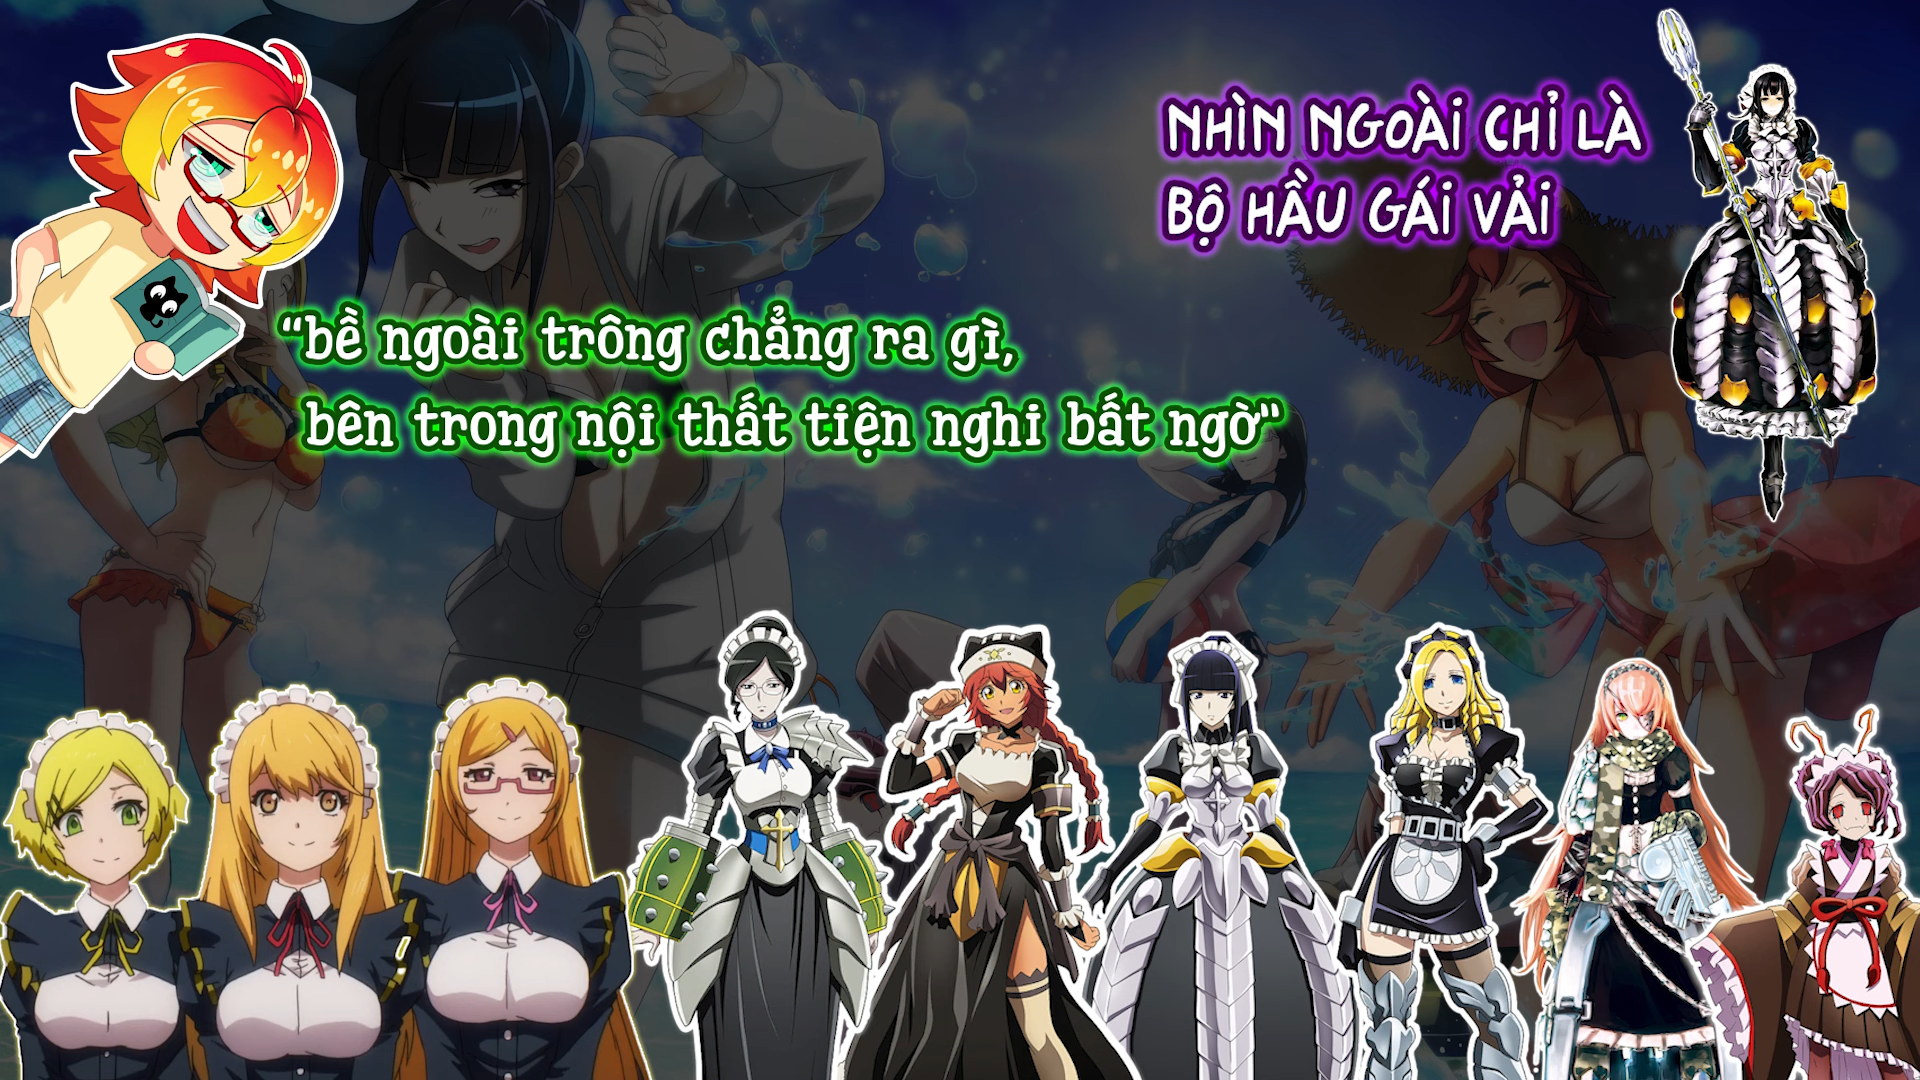 NHÌN NGOÀI CHỈ LÀ
BỘ HẦU GÁI VẢI
“bề ngoài trông chẳng ra gì,
bên trong nội thất tiện nghi bất ngờ“